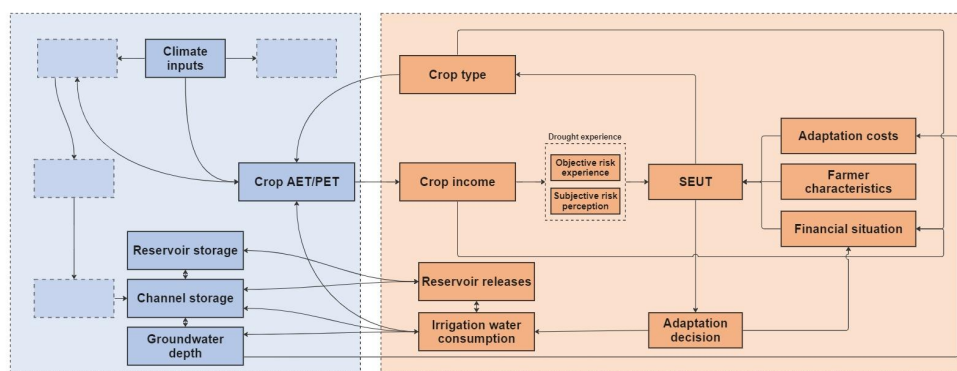 Climate
inputs
Crop AET/PET
Reservoir storage
Channel storage
Groundwater
depth
Crop type
Crop income
Drought experience
Objective risk
experience
Subjective risk
perception
SEUT
Adaptation costs
Farmer
characteristics
Financial situation
Reservoir releases
Irrigation water
consumption
Adaptation
decision